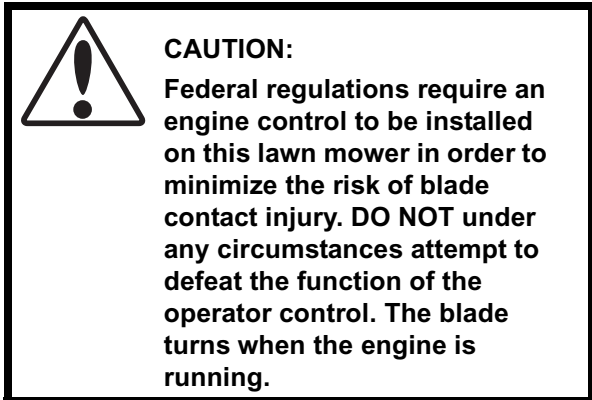 CAUTION:
Federal regulations require an
engine control to be installed
on this lawn mower in order to
minimize the risk of blade
contact injury. DO NOT under
any circumstances attempt to
defeat the function of the
operator control. The blade
turns when the engine is
running.